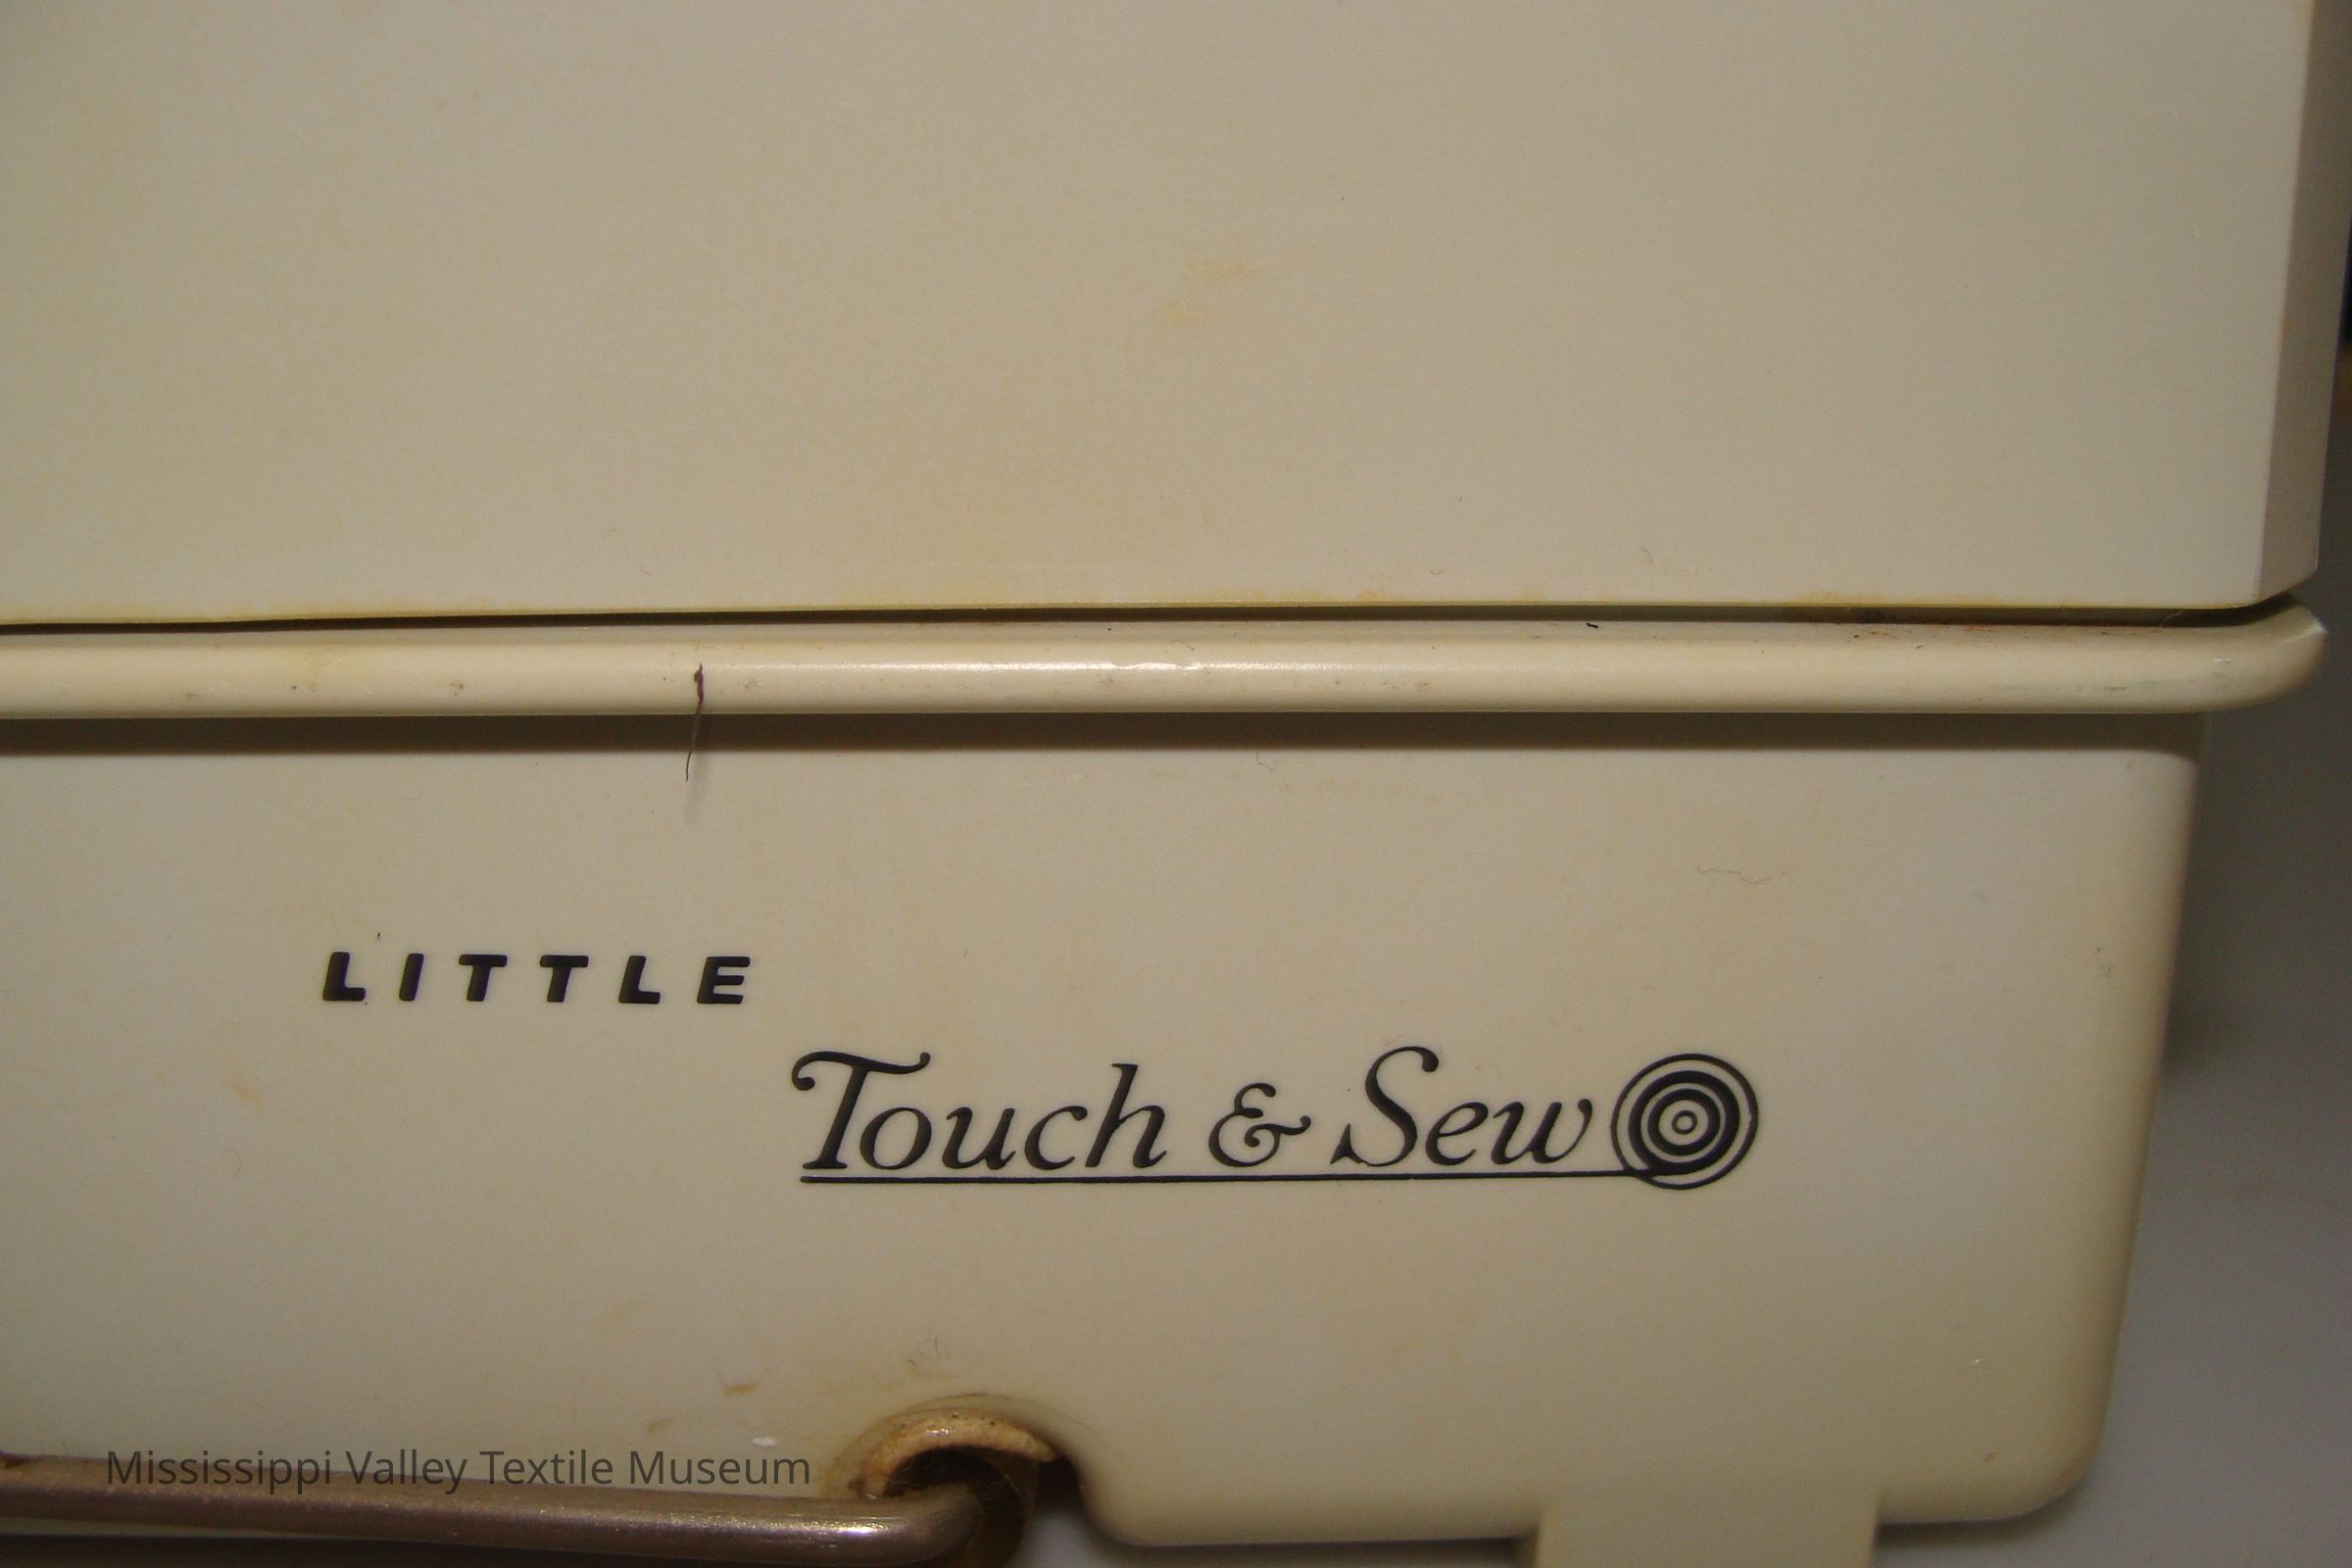 LITTLE
Touch & Sew
Mississippi Valley Textile Museum